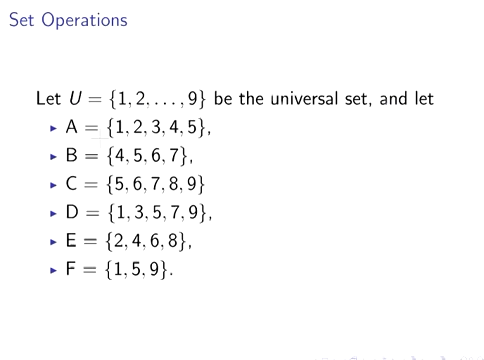 Set Operations
Let U = {1, 2, . . . , 9} be the universal set, and let
▸ A = {1, 2, 3, 4, 5},
▸ B = {4, 5, 6, 7},
▸ C = {5, 6, 7, 8, 9}
▸ D = {1, 3, 5, 7, 9},
▸ E = {2, 4, 6, 8},
▸ F = {1, 5, 9}.